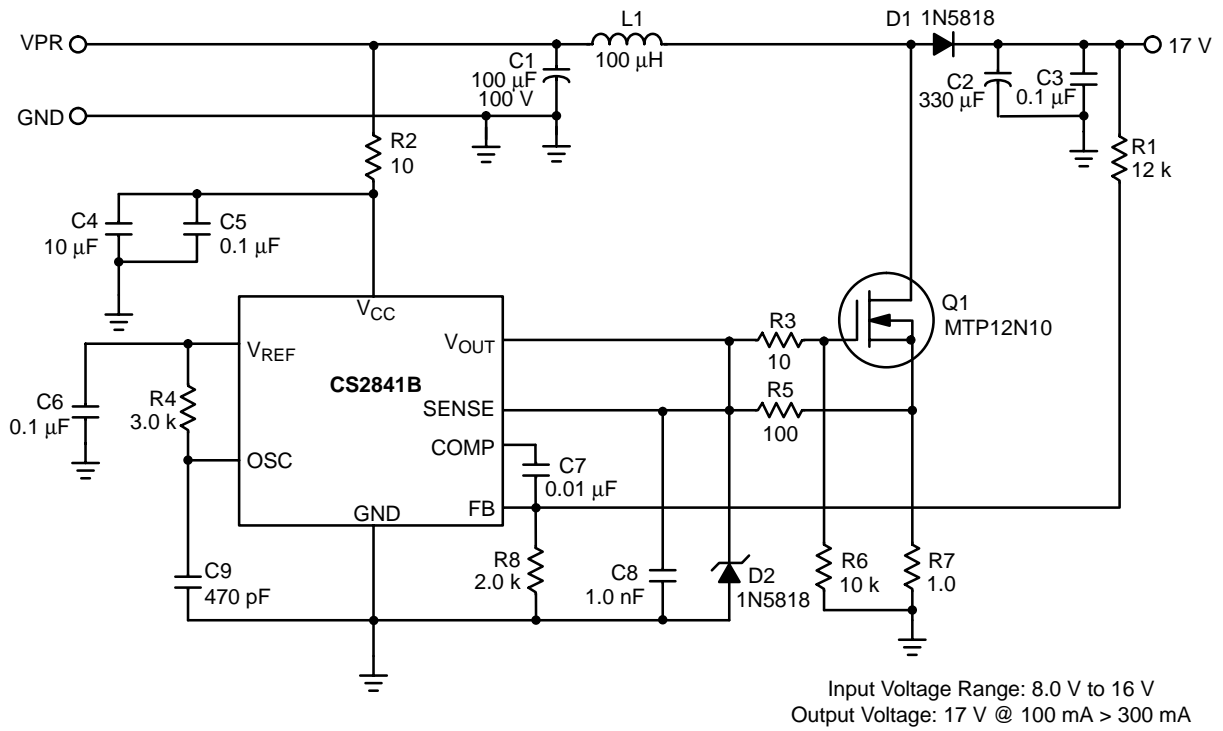 VPR
GND
L1
100 μH
C1
100 μF
100 V
D1 1N5818
17 V
C2
330 μF
C3
0.1 μF
R1
12 k
R2
10
C4
10 μF
C5
0.1 μF
VCC
VREF
CS2841B
VOUT
SENSE
COMP
OSC
GND
FB
C6
0.1 μF
R4
3.0 k
R3
10
R5
100
Q1
MTP12N10
C7
0.01 μF
C9
470 pF
R8
2.0 k
C8
1.0 nF
D2
1N5818
R6
10 k
R7
1.0
Input Voltage Range: 8.0 V to 16 V
Output Voltage: 17 V @ 100 mA > 300 mA